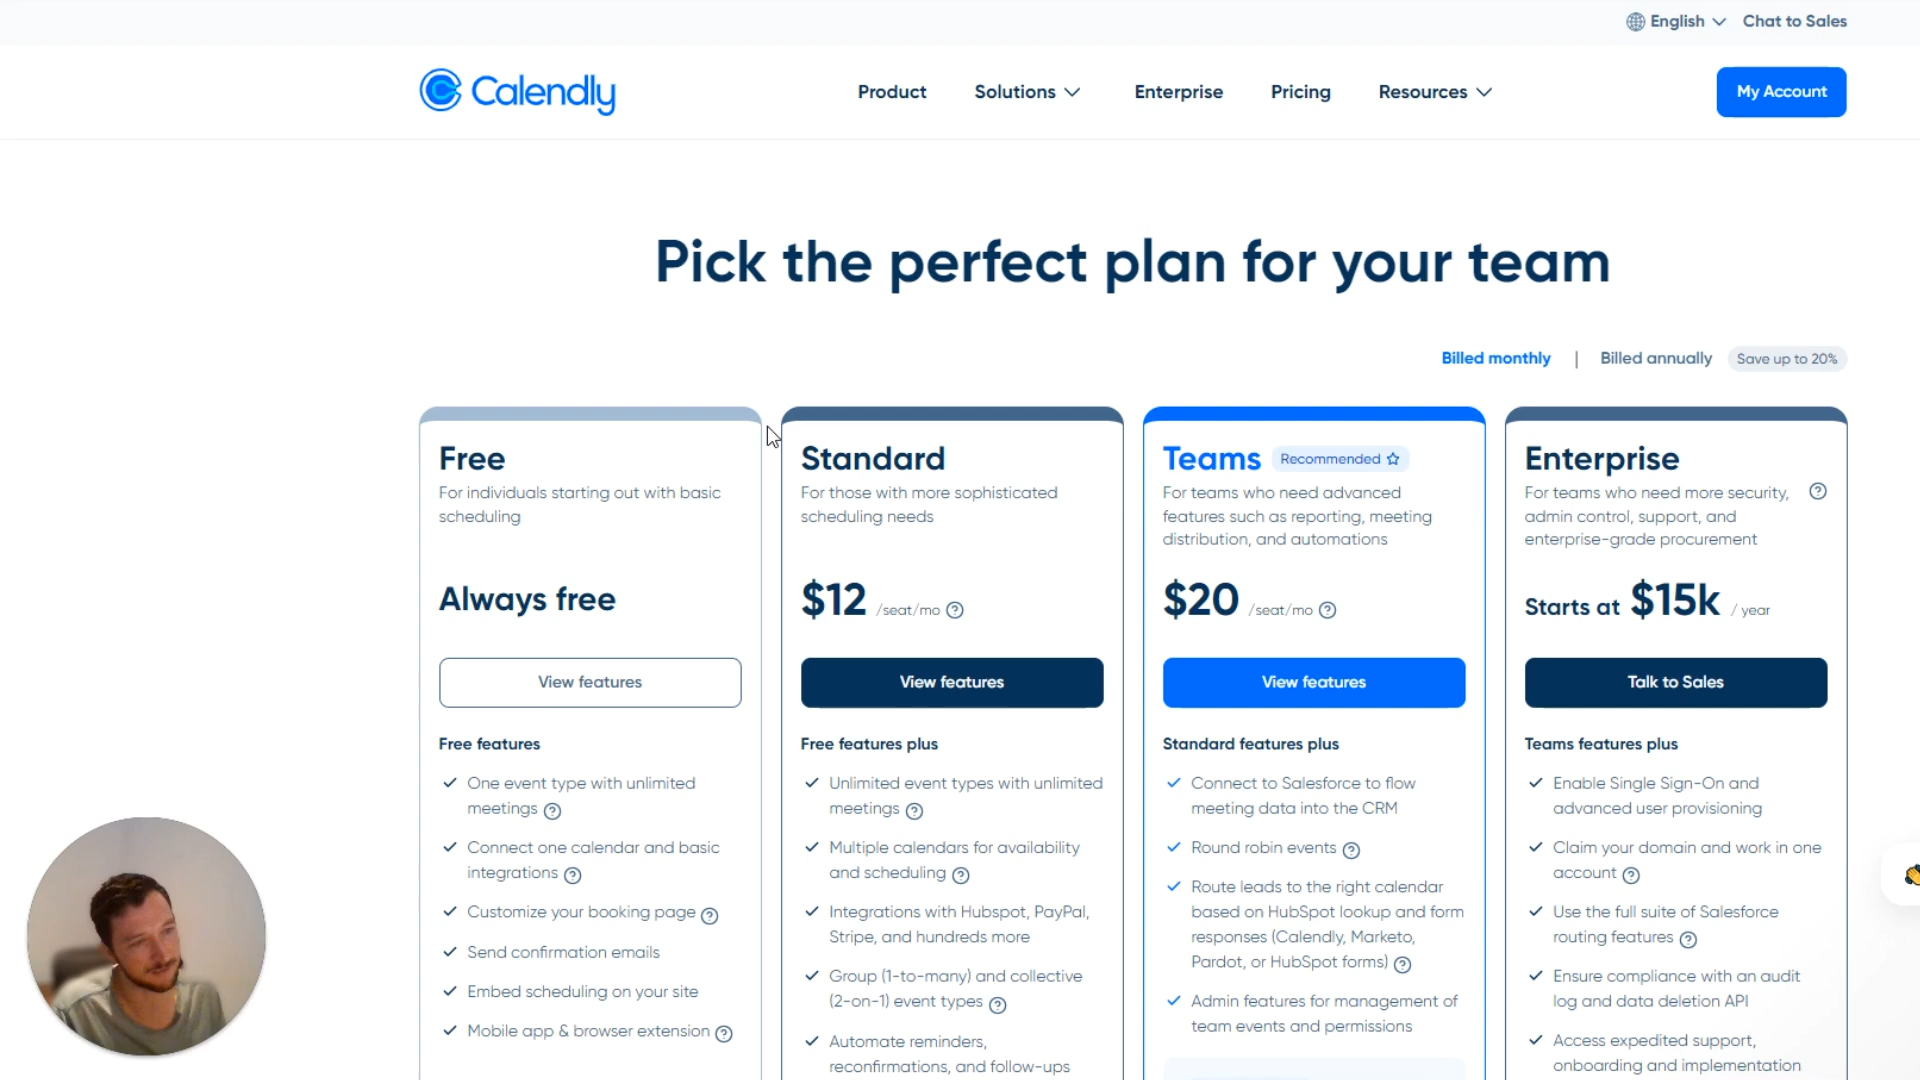 English
Chat to Sales
Calendly
Product
Solutions
Enterprise
Pricing
Resources
My Account
Pick the perfect plan for your team
Billed monthly | Billed annually
Save up to 20%
Free
For individuals starting out with basic
scheduling
Always free
View features
Free features
One event type with unlimited
meetings
Connect one calendar and basic
integrations
Customize your booking page
Send confirmation emails
Embed scheduling on your site
Mobile app & browser extension
Standard
For those with more sophisticated
scheduling needs
$12 /seat/mo
View features
Free features plus
Unlimited event types with unlimited
meetings
Multiple calendars for availability
and scheduling
Integrations with Hubspot, PayPal,
Stripe, and hundreds more
Group (1-to-many) and collective
(2-on-1) event types
Automate reminders,
reconfirmations, and follow-ups
Teams
Recommended
For teams who need advanced
features such as reporting, meeting
distribution, and automations
$20 /seat/mo
View features
Standard features plus
Connect to Salesforce to flow
meeting data into the CRM
Round robin events
Route leads to the right calendar
based on HubSpot lookup and form
responses (Calendly, Marketo,
Pardot, or HubSpot forms)
Admin features for management of
team events and permissions
Enterprise
For teams who need more security,
admin control, support, and
enterprise-grade procurement
Starts at $15k / year
Talk to Sales
Teams features plus
Enable Single Sign-On and
advanced user provisioning
Claim your domain and work in one
account
Use the full suite of Salesforce
routing features
Ensure compliance with an audit
log and data deletion API
Access expedited support,
onboarding and implementation